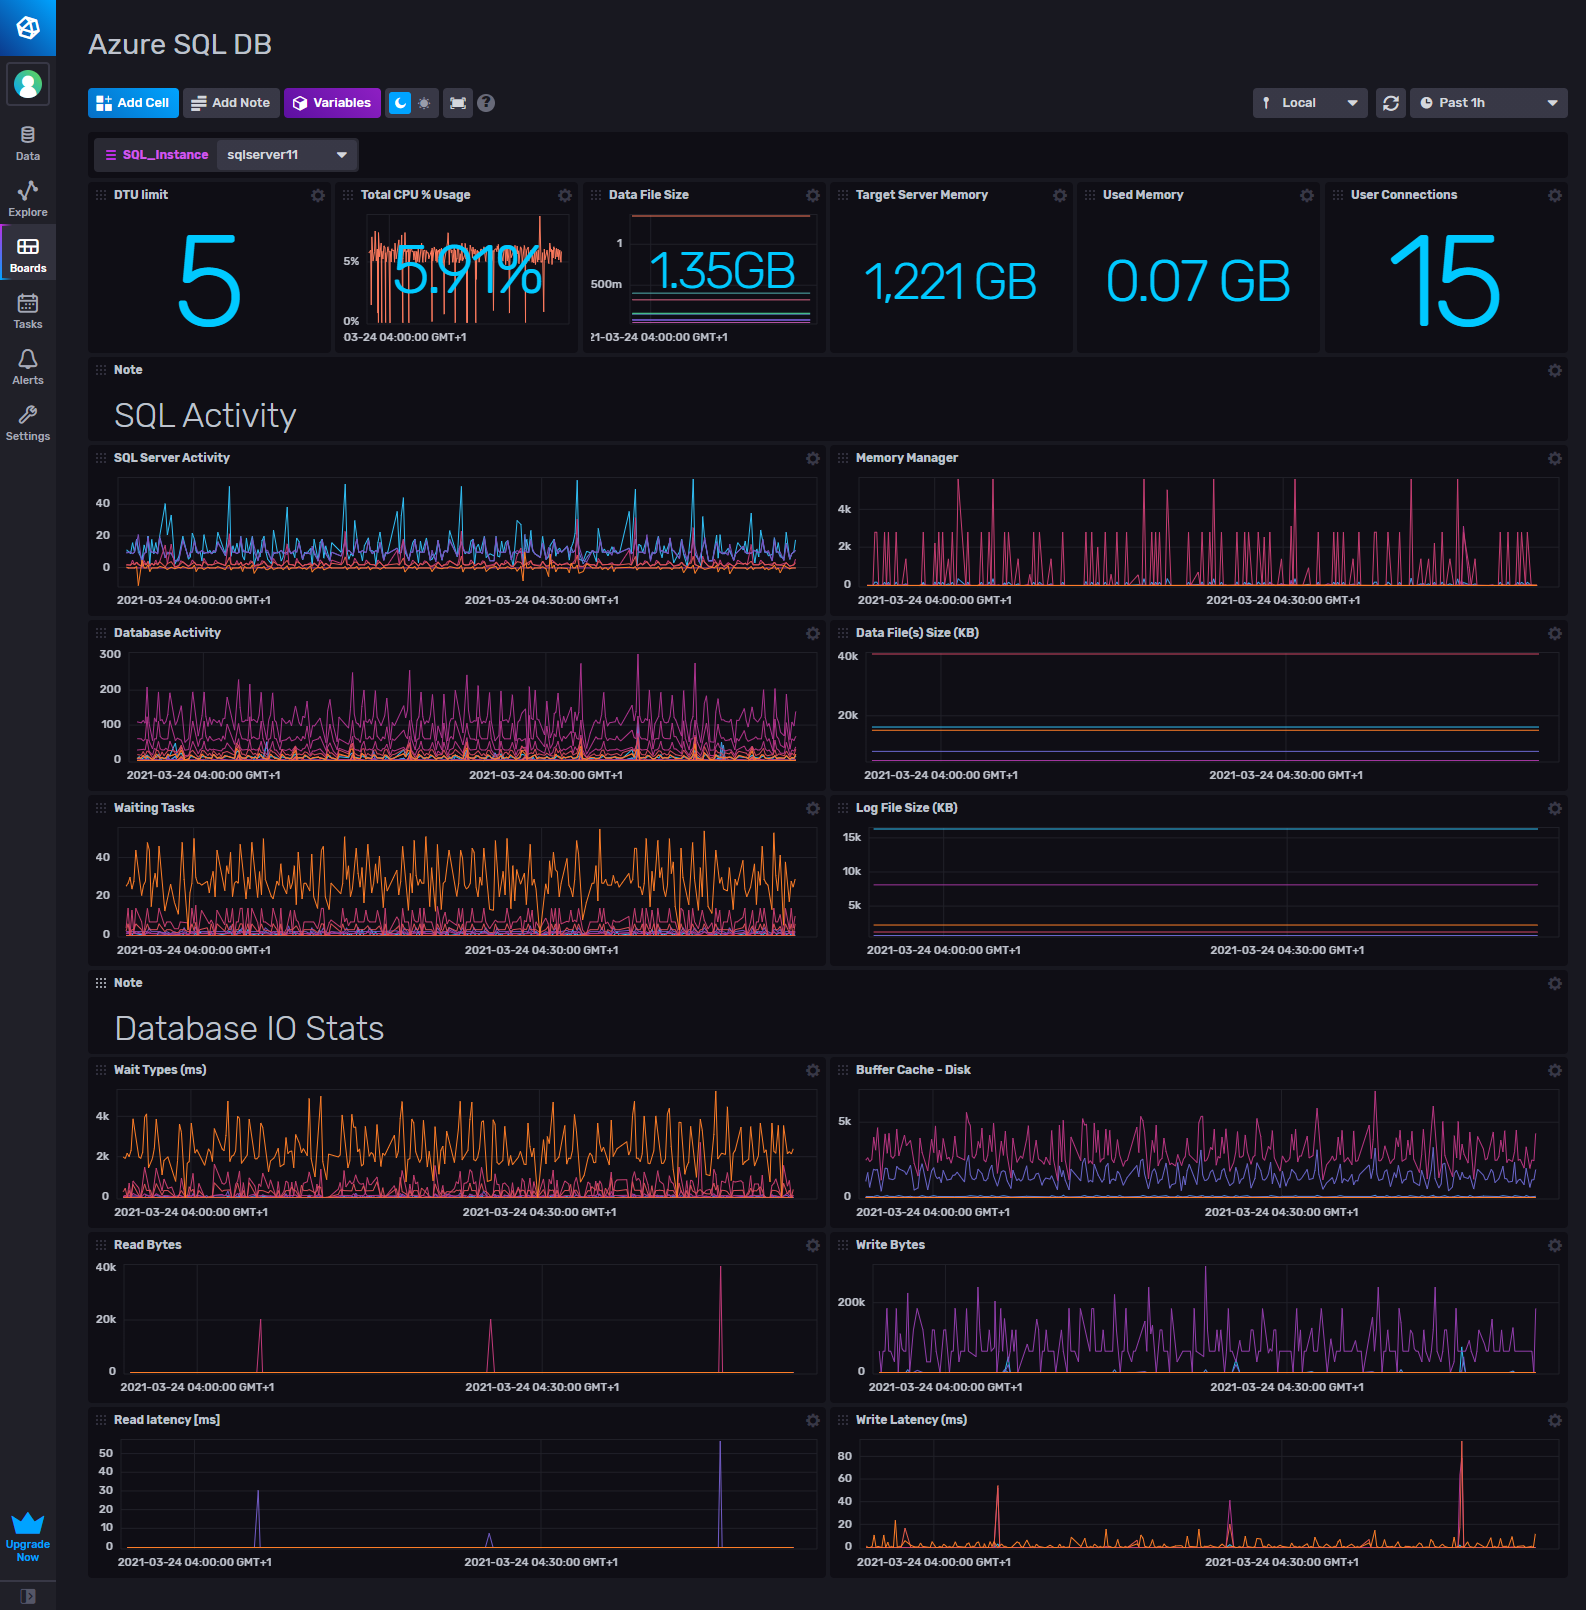 Azure SQL DB
Add Cell
Add Note
Variables
?
Local
Past 1h
Data
Explore
Boards
Tasks
Alerts
Settings
Upgrade
Now
SQL_Instance
sqlserver11
DTU limit
5
Total CPU % Usage
5%
0%
5.91%
03-24 04:00:00 GMT+1
Data File Size
1
500m
1.35GB
21-03-24 04:00:00 GMT+1
Target Server Memory
1,221 GB
Used Memory
0.07 GB
User Connections
15
Note
SQL Activity
SQL Server Activity
40
20
0
2021-03-24 04:00:00 GMT+1
2021-03-24 04:30:00 GMT+1
Memory Manager
4k
2k
0
2021-03-24 04:00:00 GMT+1
2021-03-24 04:30:00 GMT+1
Database Activity
300
200
100
0
2021-03-24 04:00:00 GMT+1
2021-03-24 04:30:00 GMT+1
Data File(s) Size (KB)
40k
20k
2021-03-24 04:00:00 GMT+1
2021-03-24 04:30:00 GMT+1
Waiting Tasks
40
20
0
2021-03-24 04:00:00 GMT+1
2021-03-24 04:30:00 GMT+1
Log File Size (KB)
15k
10k
5k
2021-03-24 04:00:00 GMT+1
2021-03-24 04:30:00 GMT+1
Note
Database IO Stats
Wait Types (ms)
4k
2k
0
2021-03-24 04:00:00 GMT+1
2021-03-24 04:30:00 GMT+1
Buffer Cache - Disk
5k
0
2021-03-24 04:00:00 GMT+1
2021-03-24 04:30:00 GMT+1
Read Bytes
40k
20k
0
2021-03-24 04:00:00 GMT+1
2021-03-24 04:30:00 GMT+1
Write Bytes
200k
0
2021-03-24 04:00:00 GMT+1
2021-03-24 04:30:00 GMT+1
Read latency [ms]
50
40
30
20
10
0
2021-03-24 04:00:00 GMT+1
2021-03-24 04:30:00 GMT+1
Write Latency (ms)
80
60
40
20
0
2021-03-24 04:00:00 GMT+1
2021-03-24 04:30:00 GMT+1